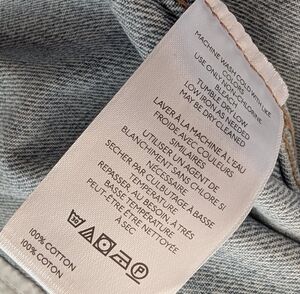 MACHINE WASH COLD WITH LIKE
COLORS
USE ONLY NON CHLORINE
BLEACH
TUMBLE DRY LOW
LOW IRON AS NEEDED
MAY BE DRY CLEANED
LAVER À LA MACHINE À L'EAU
FROIDE AVEC COULEURS
SIMILAIRES
UTILISER UN AGENT DE
BLANCHIMENT SANS CHLORE SI
NÉCESSAIRE
SÉCHER PAR CULBUTAGE À BASSE
TEMPÉRATURE
REPASSER AU BESOIN, À TRÈS
BASSE TEMPÉRATURE
PEUT-ÊTRE ÊTRE NETTOYÉE
À SEC
100% COTTON
100% COTON